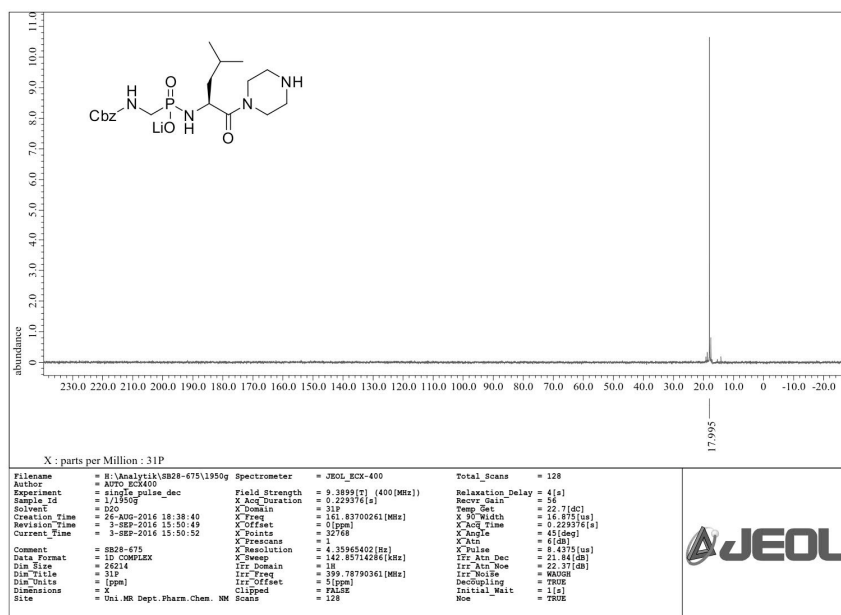 11.0
10.0
9.0
8.0
7.0
6.0
5.0
4.0
3.0
2.0
1.0
0
abundance
O
H
N
P
NH
Cbz
N
LiO
N
H
O
230.0 220.0 210.0 200.0 190.0 180.0 170.0 160.0 150.0 140.0 130.0 120.0 110.0 100.0 90.0 80.0 70.0 60.0 50.0 40.0 30.0 20.0 10.0 0 -10.0 -20.0
17.995
X : parts per Million : 31P
Filename = H:\Analytik\SB28-675\1950g Spectrometer = JEOL_ECX-400 Total_Scans = 128
Author = AUTO_ECX400
Experiment = single_pulse_dec Field_Strength = 9.3899[T] (400[MHz]) Relaxation_Delay = 4[s]
Sample_Id = 1/1950g X_Acq_Duration = 0.229376[s] Recvr_Gain = 56
Solvent = D2O X_Domain = 31P Temp_Get = 22.7[dC]
Creation_Time = 26-AUG-2016 18:38:40 X_Freq = 161.83700261[MHz] X_90_Width = 16.875[us]
Revision_Time = 3-SEP-2016 15:50:49 X_Offset = 0[ppm] X_Acq_Time = 0.229376[s]
Current_Time = 3-SEP-2016 15:50:52 X_Points = 32768 X_Angle = 45[deg]
X_Prescans = 1 X_Atn = 6[dB]
Comment = SB28-675 X_Resolution = 4.35965402[Hz] X_Pulse = 8.4375[us]
Data_Format = 1D COMPLEX X_Sweep = 142.85714286[kHz] Irr_Atn_Dec = 21.84[dB]
Dim_Size = 26214 Irr_Domain = 1H Irr_Atn_Noe = 22.37[dB]
Dim_Title = 31P Irr_Freq = 399.78790361[MHz] Irr_Noise = WAUGH
Dim_Units = [ppm] Irr_Offset = 5[ppm] Decoupling = TRUE
Dimensions = X Clipped = FALSE Initial_Wait = 1[s]
Site = Uni.MR Dept.Pharm.Chem. NM Scans = 128 Noe = TRUE
JEOL